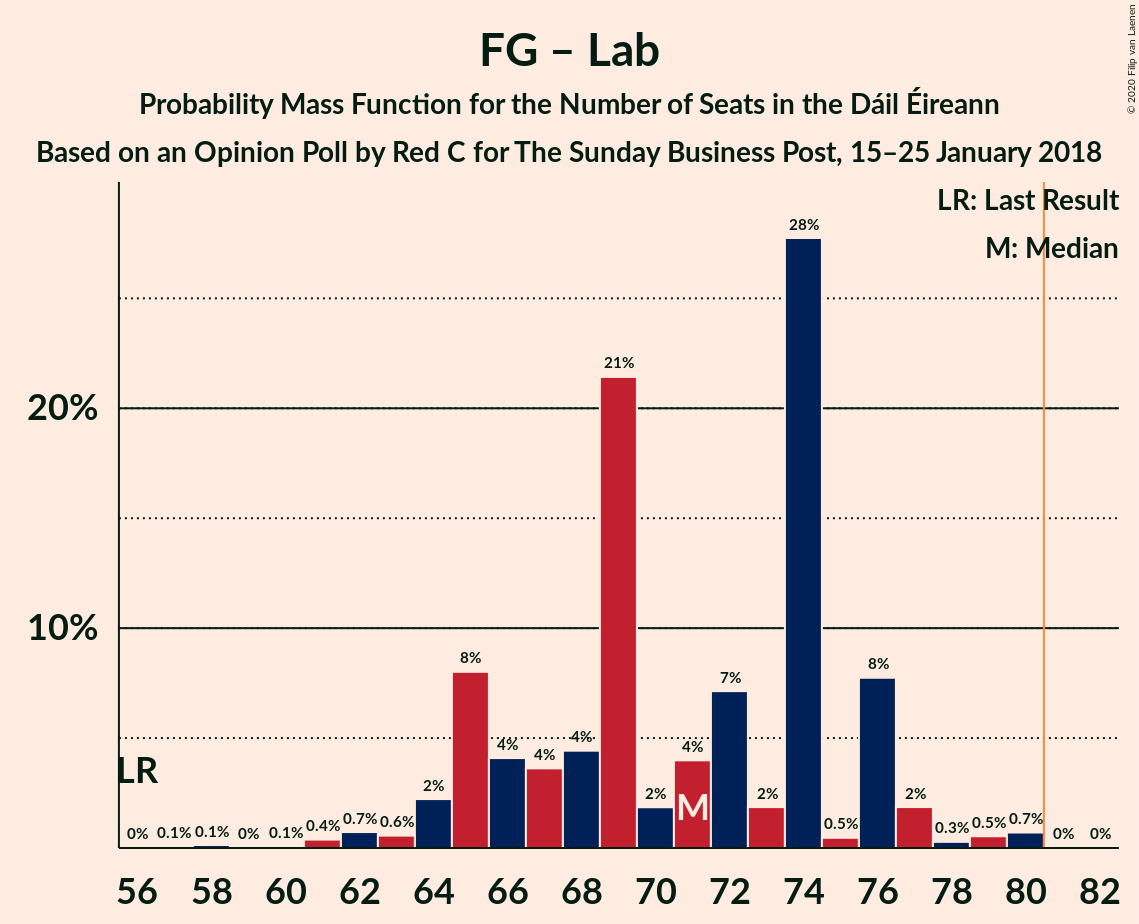 FG – Lab
Probability Mass Function for the Number of Seats in the Dáil Éireann
Based on an Opinion Poll by Red C for The Sunday Business Post, 15–25 January 2018
© 2020 Filip van Laenen
LR: Last Result
M: Median
28%
21%
20%
10%
8%
8%
7%
4%
4%
4%
4%
2%
2%
2%
2%
LR
M
0% 0.1% 0.1% 0% 0.1% 0.4% 0.7% 0.6% 0.5% 0.3% 0.5% 0.7% 0% 0%
56 58 60 62 64 66 68 70 72 74 76 78 80 82